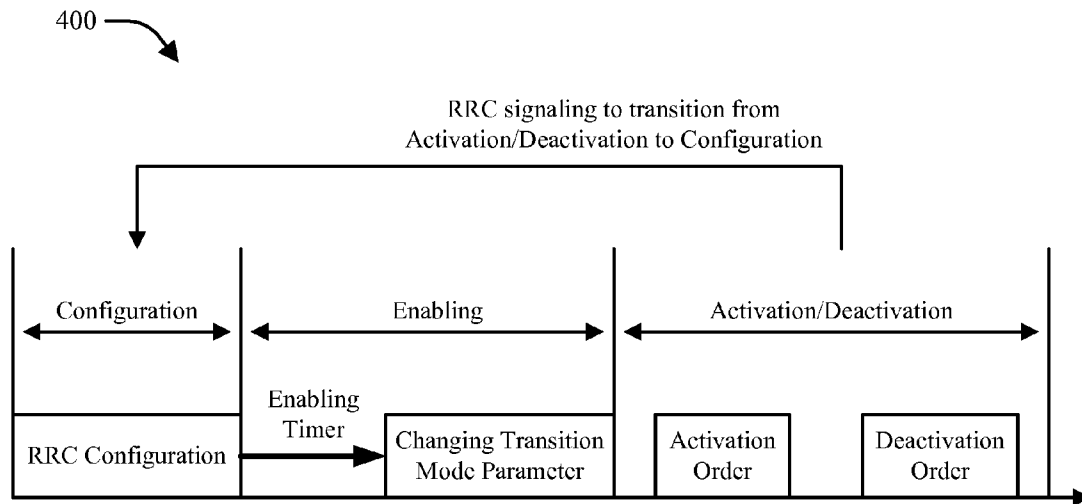 400
RRC signaling to transition from
Activation/Deactivation to Configuration
Configuration
Enabling
Activation/Deactivation
Enabling
Timer
RRC Configuration
Changing Transition
Mode Parameter
Activation
Order
Deactivation
Order